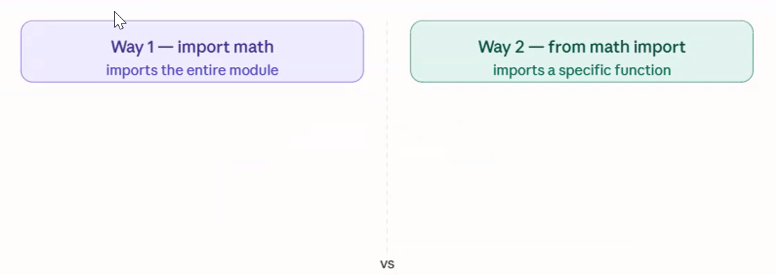 Way 1 — import math
imports the entire module
Way 2 — from math import
imports a specific function
vs